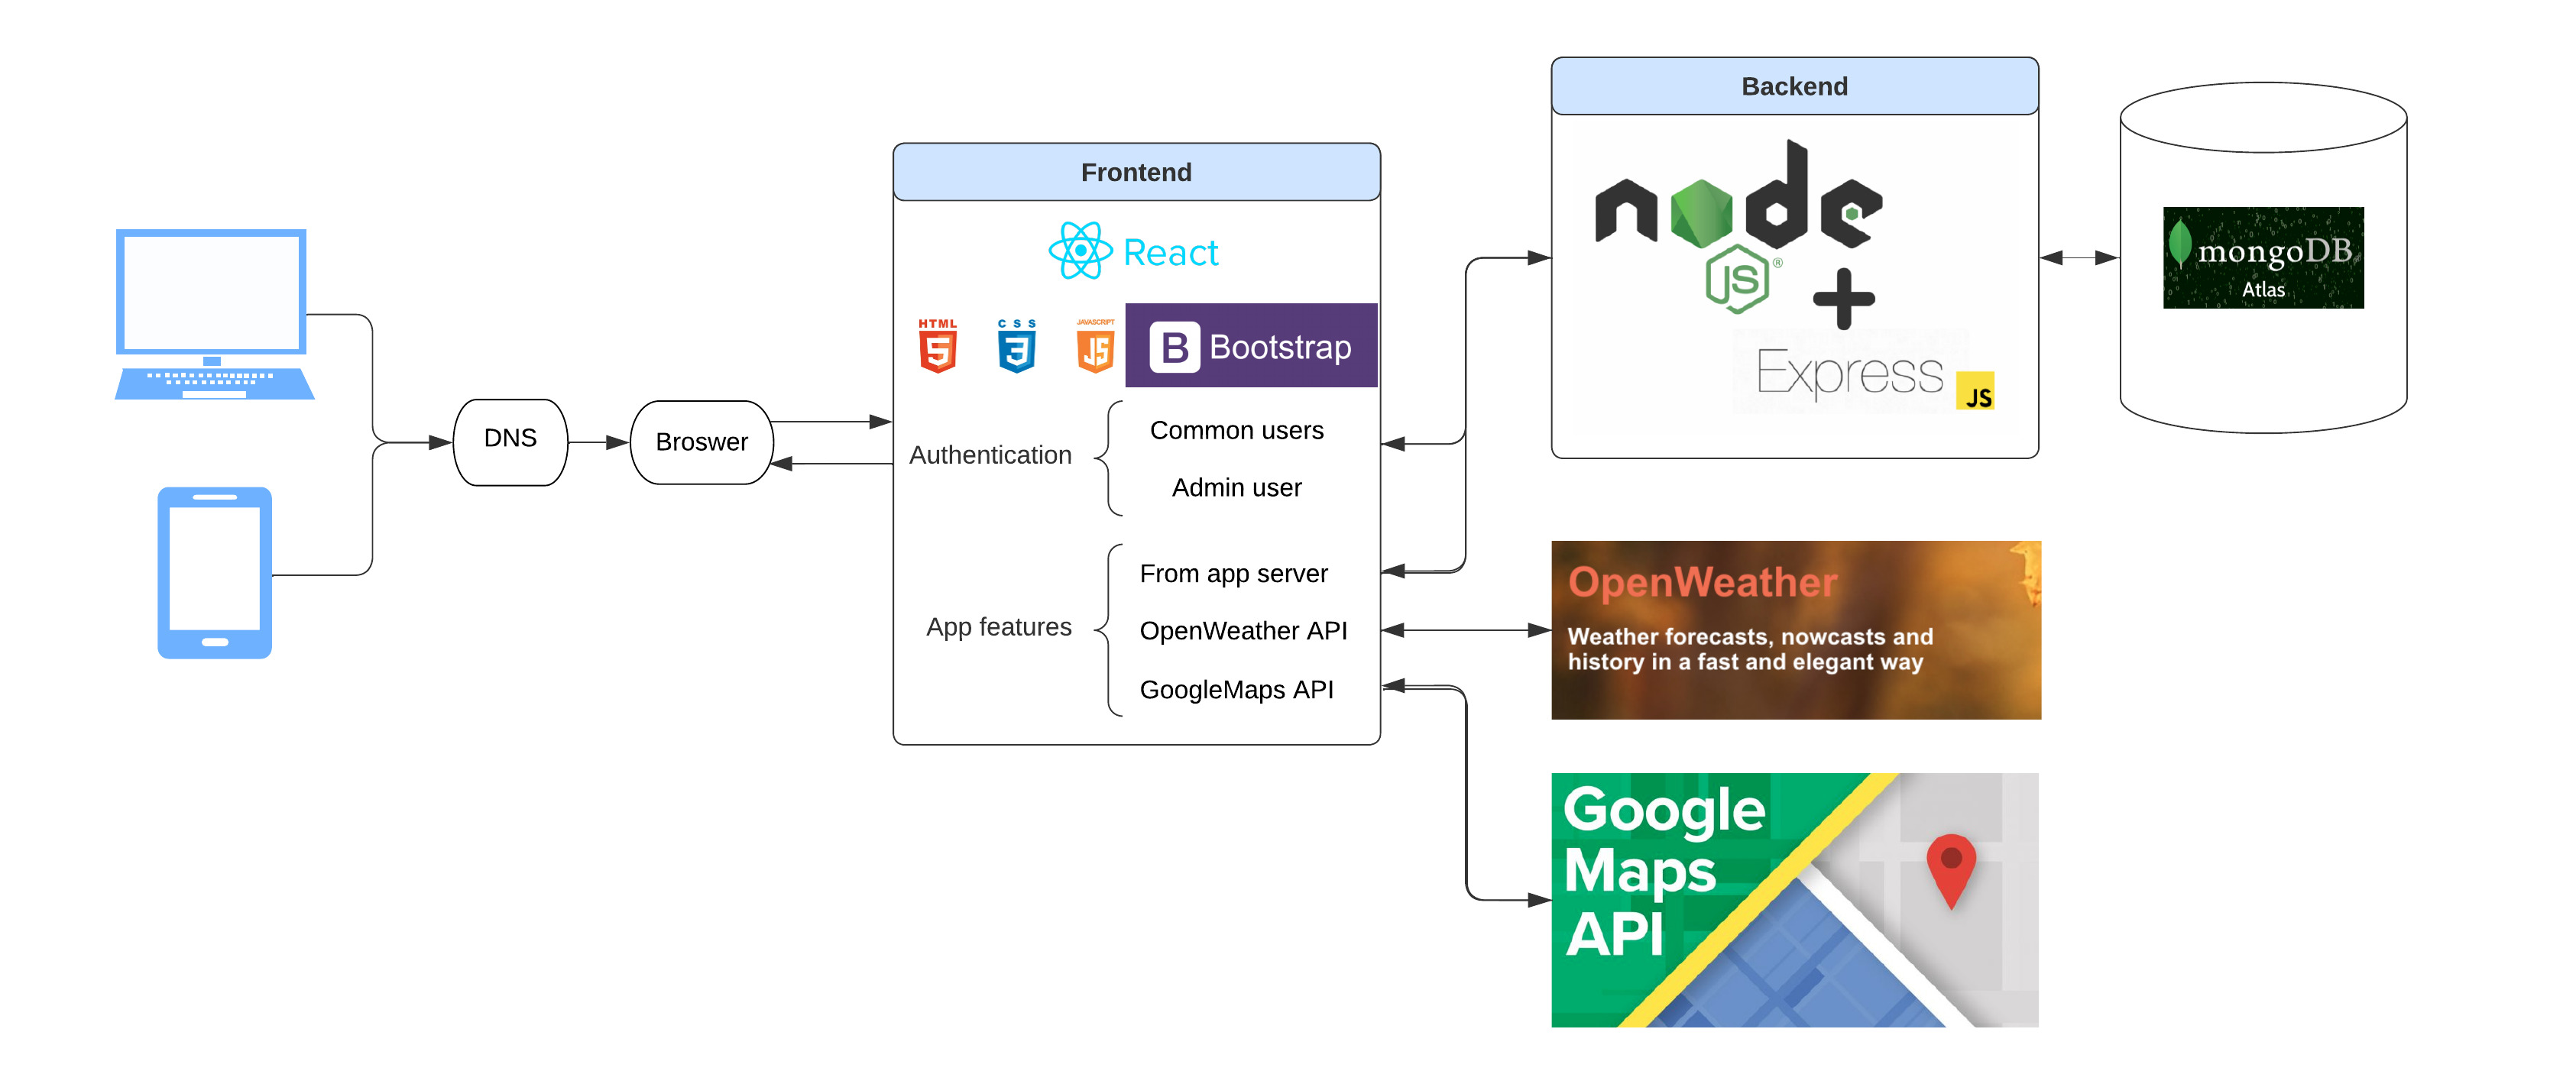 DNS
Broswer
Frontend
React
HTML
5
CSS
3
JAVASCRIPT
JS
B Bootstrap
Authentication
Common users
Admin user
App features
From app server
OpenWeather API
GoogleMaps API
Backend
node
JS®
+
Express
JS
mongoDB
Atlas
OpenWeather
Weather forecasts, nowcasts and
history in a fast and elegant way
Google
Maps
API